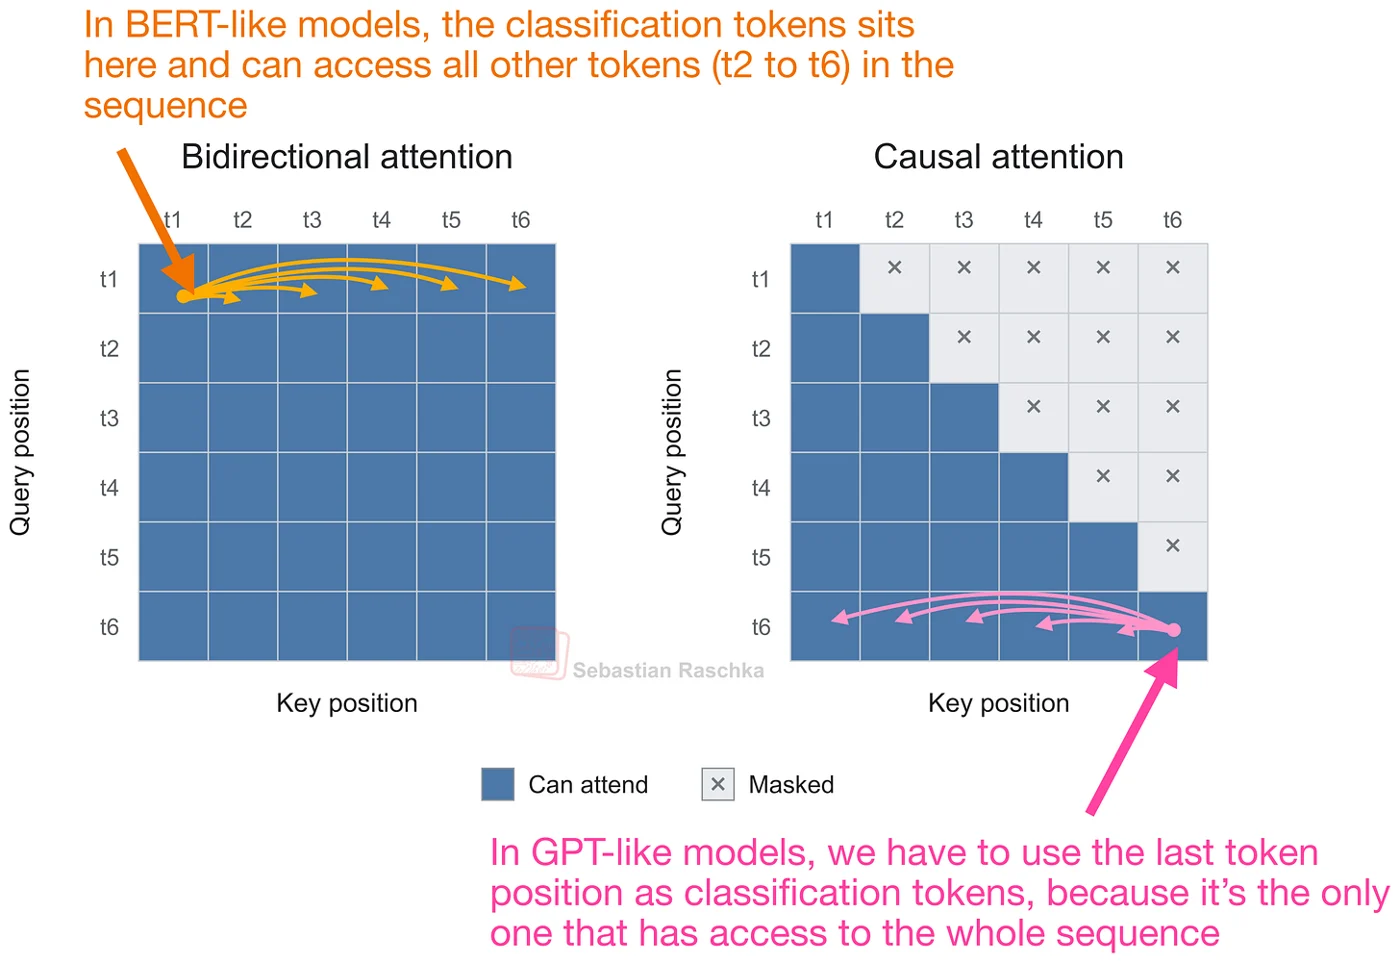 In BERT-like models, the classification tokens sits
here and can access all other tokens (t2 to t6) in the
sequence
Bidirectional attention
t1 t2 t3 t4 t5 t6
t1
t2
t3
t4
t5
t6
Query position
Key position
Causal attention
t1 t2 t3 t4 t5 t6
t1
t2
t3
t4
t5
t6
Query position
Key position
Sebastian Raschka
Can attend
Masked
In GPT-like models, we have to use the last token
position as classification tokens, because it’s the only
one that has access to the whole sequence